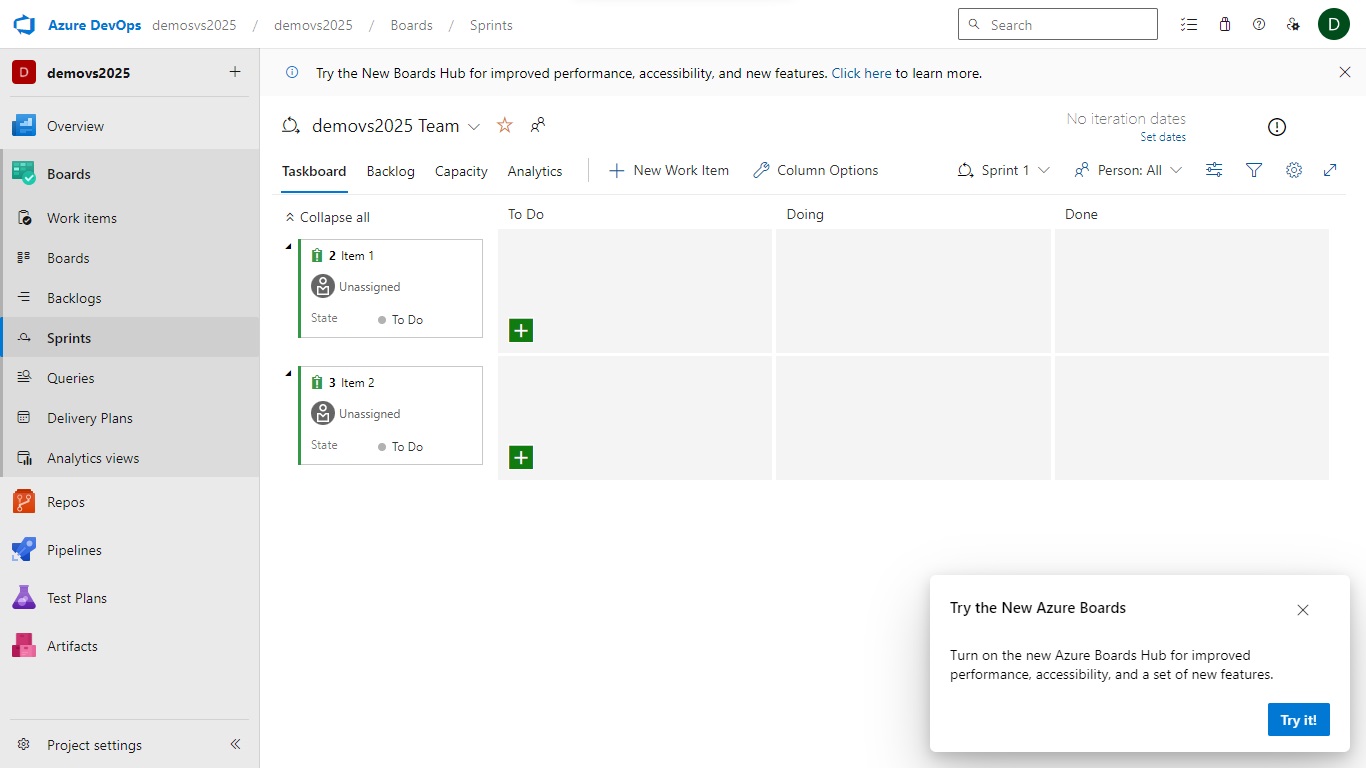 Azure DevOps demosvs2025 / demovs2025 / Boards / Sprints
Search
D
D demovs2025
Try the New Boards Hub for improved performance, accessibility, and new features. Click here to learn more.
Overview
Boards
Work items
Boards
Backlogs
Sprints
Queries
Delivery Plans
Analytics views
Repos
Pipelines
Test Plans
Artifacts
Project settings
demovs2025 Team
No iteration dates
Set dates
Taskboard Backlog Capacity Analytics New Work Item Column Options Sprint 1 Person: All
Collapse all To Do Doing Done
2 Item 1
Unassigned
State To Do
3 Item 2
Unassigned
State To Do
Try the New Azure Boards
Turn on the new Azure Boards Hub for improved
performance, accessibility, and a set of new features.
Try it!